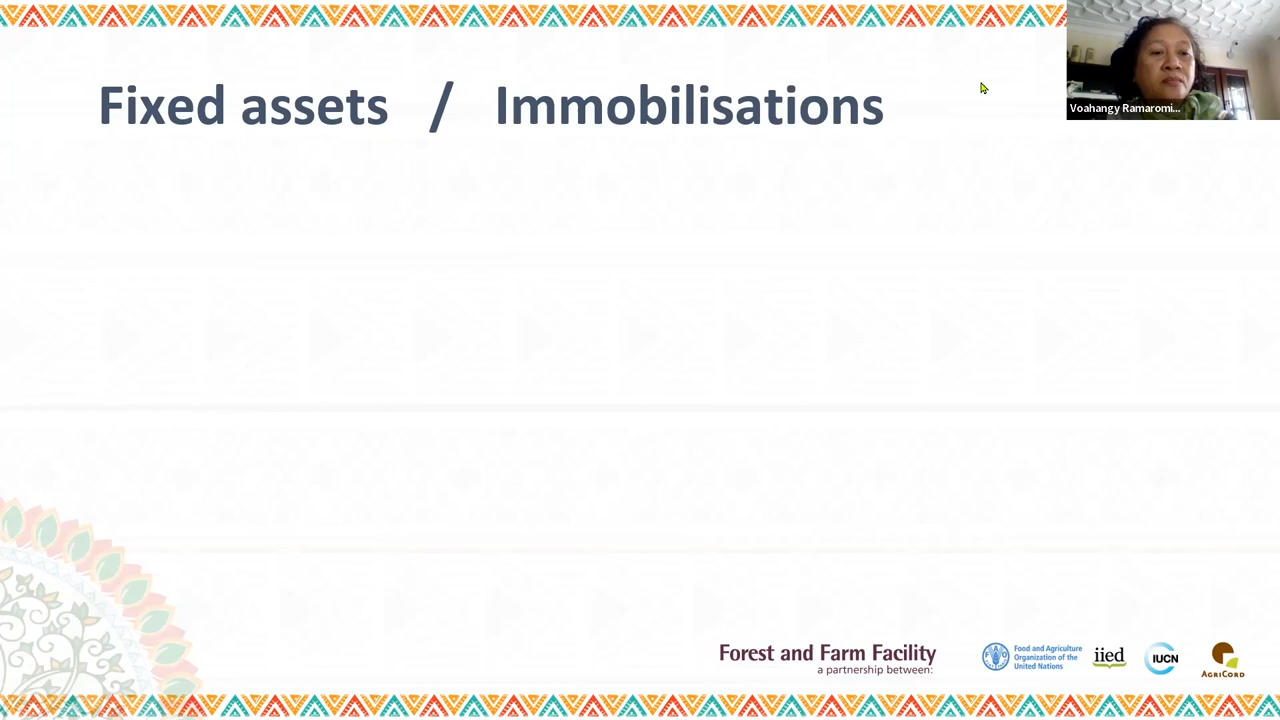 Fixed assets / Immobilisations
Voahangy Ramaromi...
Forest and Farm Facility
a partnership between:
Food and Agriculture
Organization of the
United Nations
iied
IUCN
AGRICORD